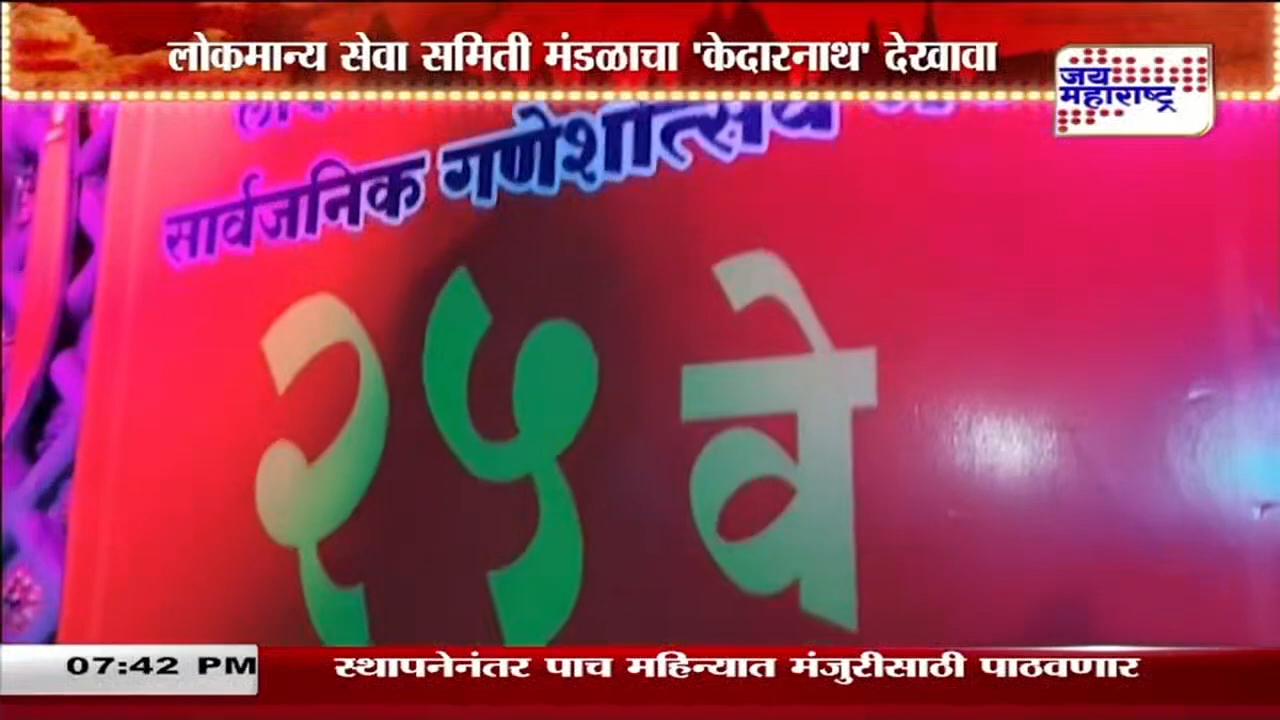 लोकमान्य सेवा समिती मंडळाचा 'केदारनाथ' देखावा
जय
महाराष्ट्र
सार्वजनिक गणेशोत्सव
२५ वे
07:42 PM
स्थापनेनंतर पाच महिन्यात मंजुरीसाठी पाठवणार